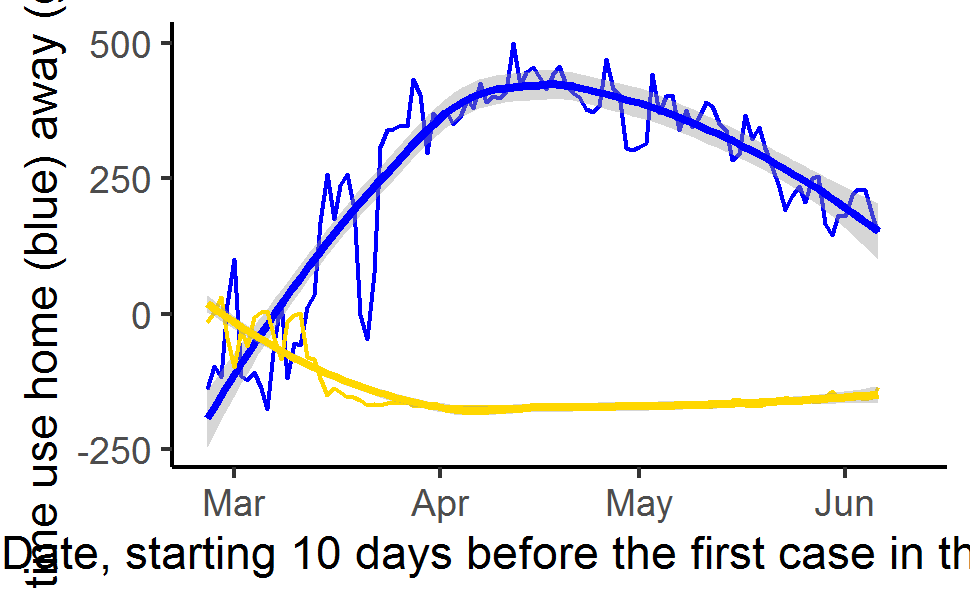 time use home (blue) away (
500
250
0
-250
Mar Apr May Jun
Date, starting 10 days before the first case in th